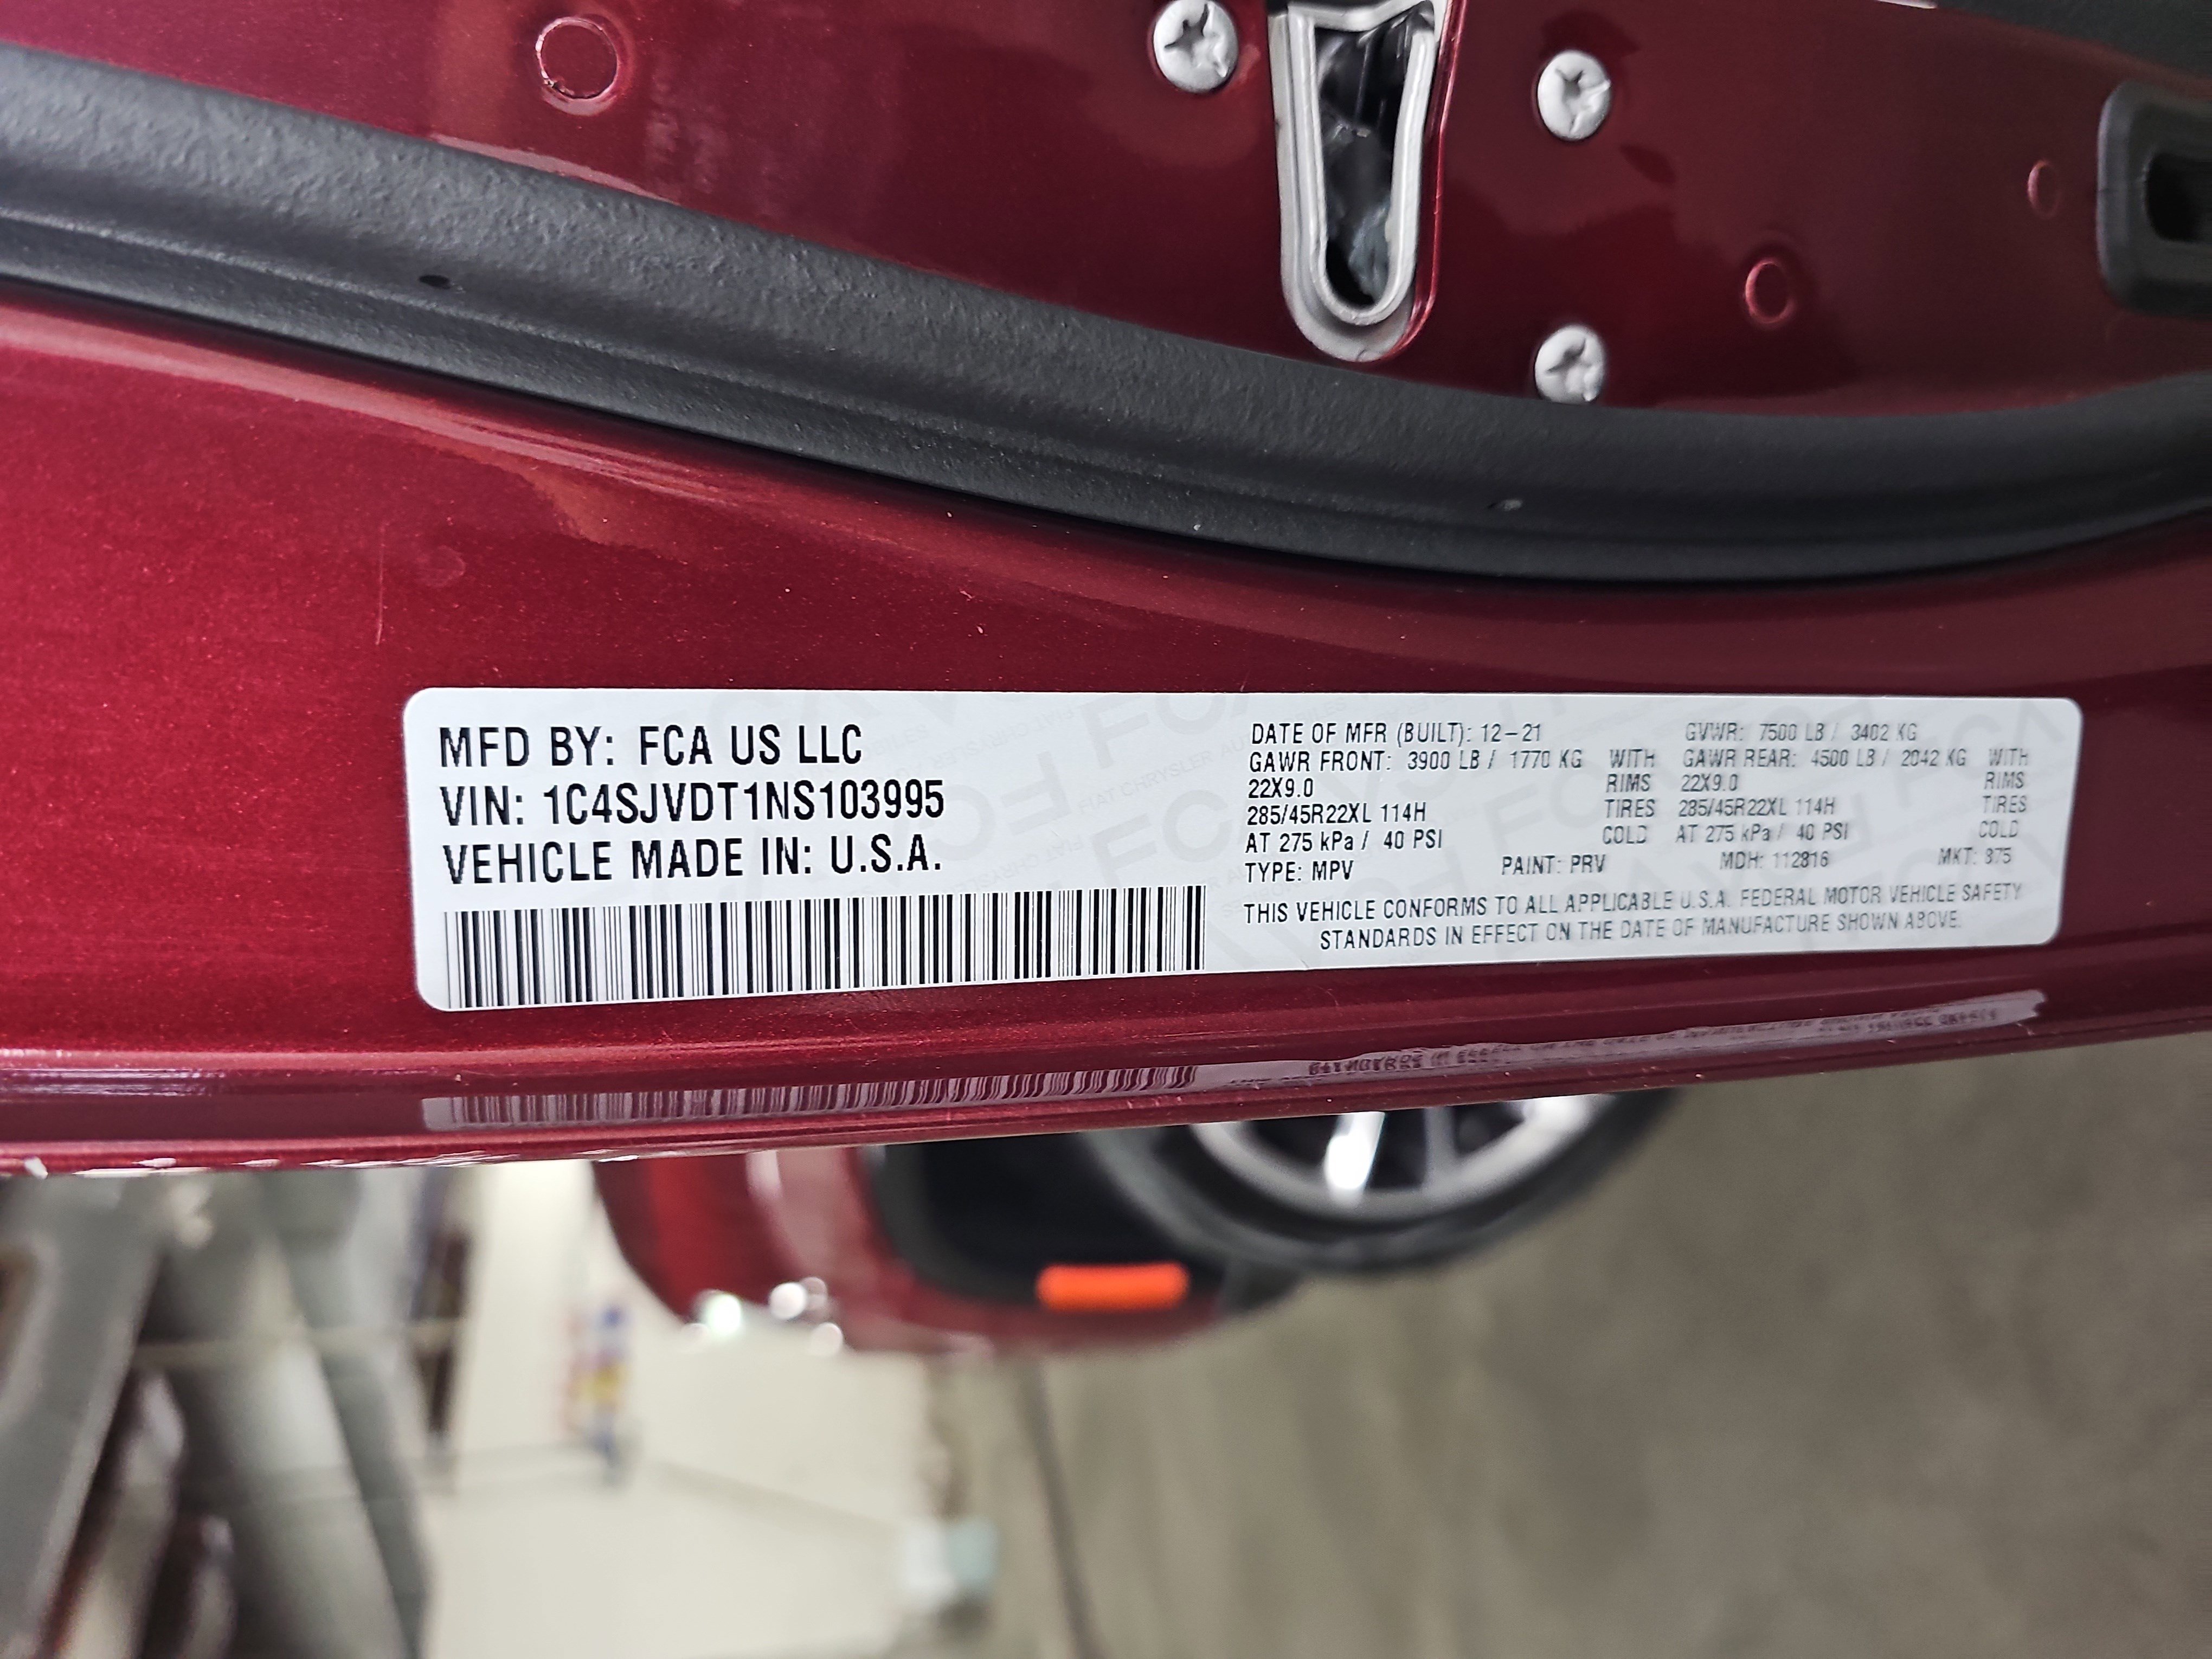 MFD BY: FCA US LLC
VIN: 1C4SJVDT1NS103995
VEHICLE MADE IN: U.S.A.
DATE OF MFR (BUILT): 12-21 GVWR: 7500 LB / 3402 KG
GAWR FRONT: 3900 LB / 1770 KG WITH GAWR REAR: 4500 LB / 2042 KG WITH
22X9.0 RIMS 22X9.0 RIMS
285/45R22XL 114H TIRES 285/45R22XL 114H TIRES
AT 275 kPa / 40 PSI COLD AT 275 kPa / 40 PSI COLD
TYPE: MPV PAINT: PRV MDH: 112816 MKT: 875
THIS VEHICLE CONFORMS TO ALL APPLICABLE U.S.A. FEDERAL MOTOR VEHICLE SAFETY
STANDARDS IN EFFECT ON THE DATE OF MANUFACTURE SHOWN ABOVE.